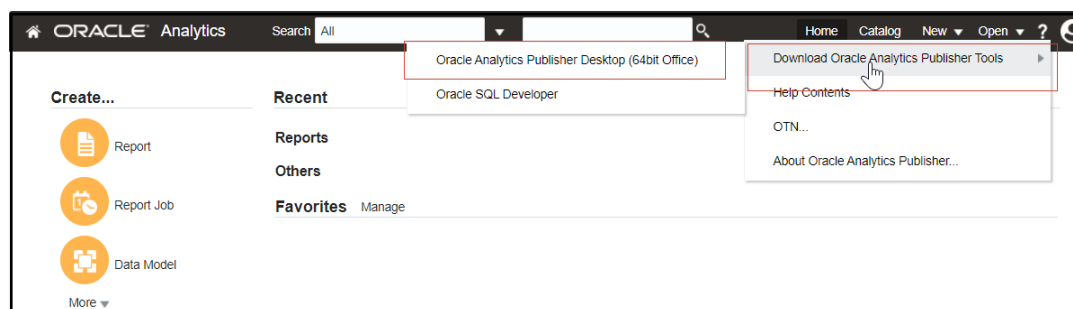 ORACLE Analytics Search All Home Catalog New Open ?
Oracle Analytics Publisher Desktop (64bit Office)
Oracle SQL Developer
Download Oracle Analytics Publisher Tools
Help Contents
OTN...
About Oracle Analytics Publisher...
Create...
Report
Report Job
Data Model
More
Recent
Reports
Others
Favorites Manage